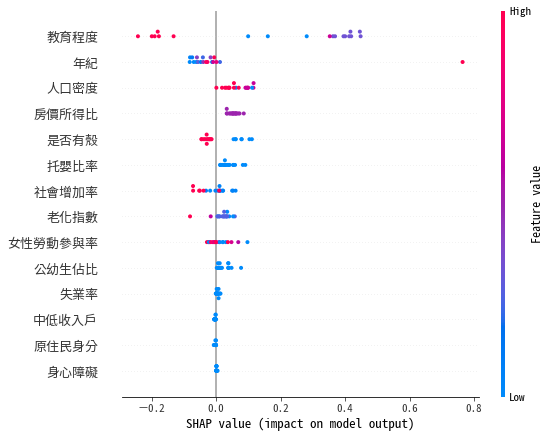 High
教育程度
年紀
人口密度
房價所得比
是否有殼
托嬰比率
社會增加率
老化指數
女性勞動參與率
公幼生佔比
失業率
中低收入戶
原住民身分
身心障礙
Feature value
Low
−0.2 0.0 0.2 0.4 0.6 0.8
SHAP value (impact on model output)